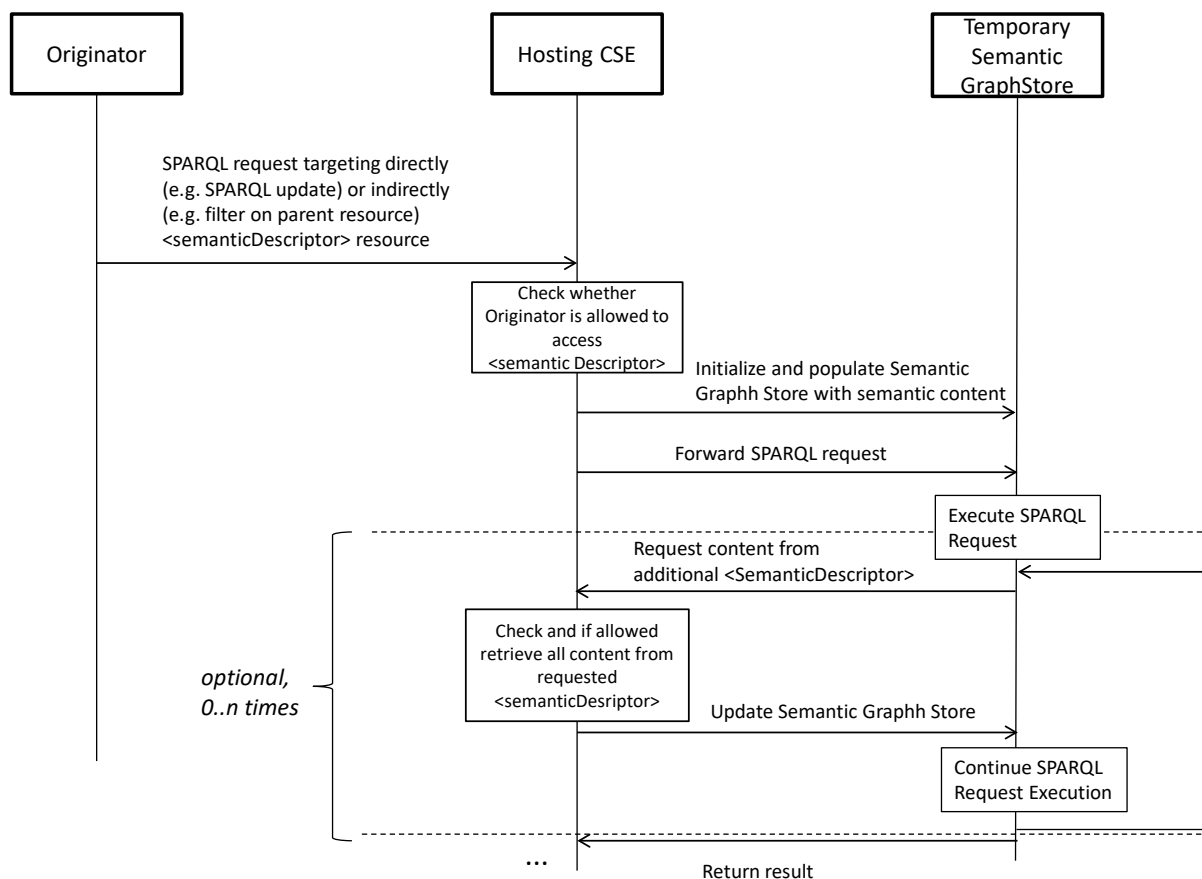 Originator
Hosting CSE
Temporary
Semantic
GraphStore
SPARQL request targeting directly
(e.g. SPARQL update) or indirectly
(e.g. filter on parent resource)
<semanticDescriptor> resource
Check whether
Originator is allowed to
access
<semantic Descriptor>
Initialize and populate Semantic
Graphh Store with semantic content
Forward SPARQL request
Execute SPARQL
Request
Request content from
additional <SemanticDescriptor>
Check and if allowed
retrieve all content from
requested
<semanticDesriptor>
optional,
0..n times
Update Semantic Graphh Store
Continue SPARQL
Request Execution
...
Return result